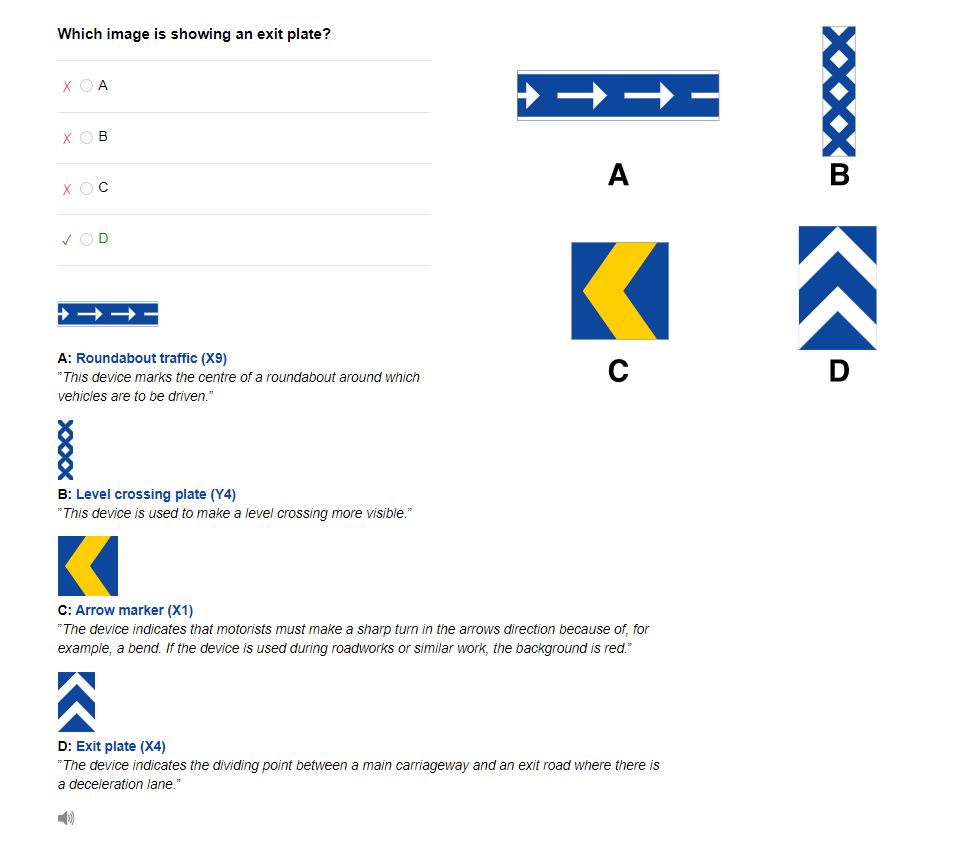 Which image is showing an exit plate?
A
B
C
D
A
B
C
D
A: Roundabout traffic (X9)
"This device marks the centre of a roundabout around which
vehicles are to be driven."
B: Level crossing plate (Y4)
"This device is used to make a level crossing more visible."
C: Arrow marker (X1)
"The device indicates that motorists must make a sharp turn in the arrows direction because of, for
example, a bend. If the device is used during roadworks or similar work, the background is red."
D: Exit plate (X4)
"The device indicates the dividing point between a main carriageway and an exit road where there is
a deceleration lane."